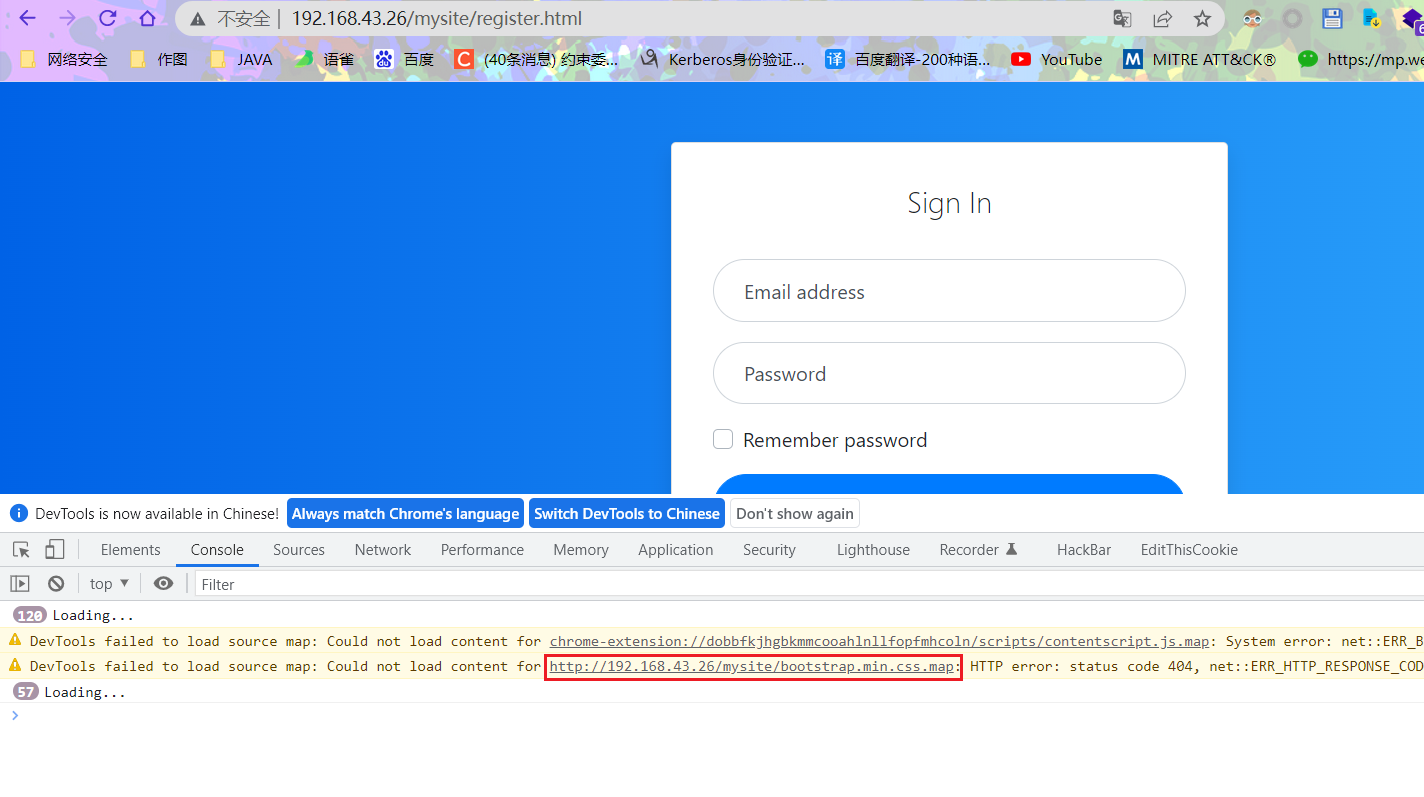 不安全 | 192.168.43.26/mysite/register.html
网络安全 作图 JAVA 语雀 百度 (40条消息) 约束委... Kerberos身份验证... 译 百度翻译-200种语... YouTube M MITRE ATT&CK® https://mp.we
Sign In
Email address
Password
Remember password
DevTools is now available in Chinese! Always match Chrome's language Switch DevTools to Chinese Don't show again
Elements Console Sources Network Performance Memory Application Security Lighthouse Recorder HackBar EditThisCookie
top ▼ Filter
120 Loading...
DevTools failed to load source map: Could not load content for chrome-extension://dobbfkjhgbkmmcooahlnllfopfmhcoln/scripts/contentscript.js.map: System error: net::ERR_B
DevTools failed to load source map: Could not load content for http://192.168.43.26/mysite/bootstrap.min.css.map: HTTP error: status code 404, net::ERR_HTTP_RESPONSE_COD
57 Loading...